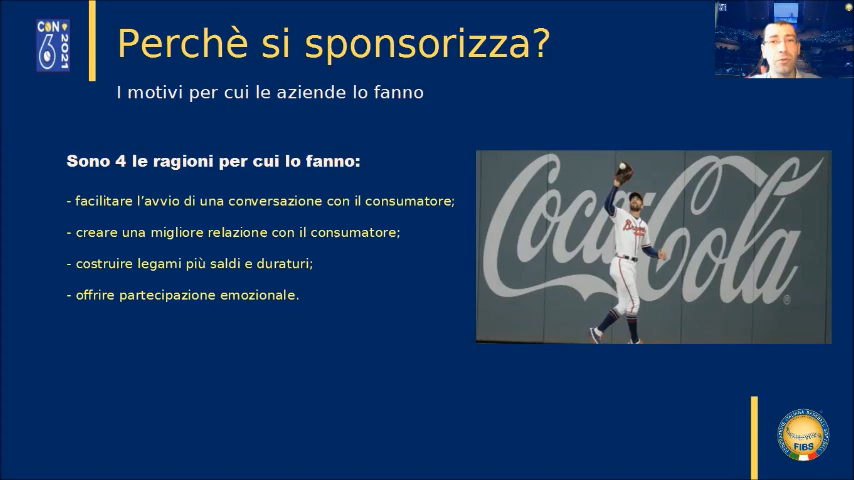 CON
6
2021
Perchè si sponsorizza?
I motivi per cui le aziende lo fanno
Sono 4 le ragioni per cui lo fanno:
- facilitare l’avvio di una conversazione con il consumatore;
- creare una migliore relazione con il consumatore;
- costruire legami più saldi e duraturi;
- offrire partecipazione emozionale.
Coca-Cola
®
Braves
FIBS